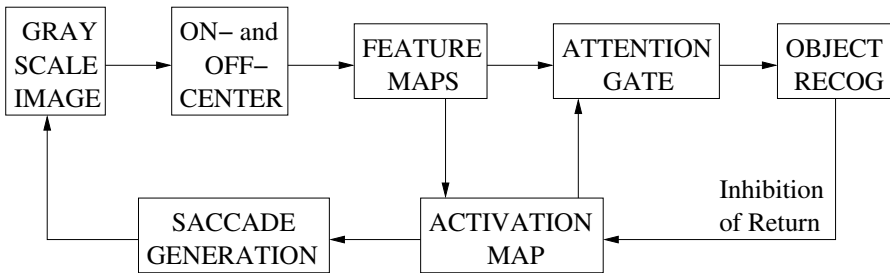 GRAY
SCALE
IMAGE
ON− and
OFF−
CENTER
FEATURE
MAPS
ATTENTION
GATE
OBJECT
RECOG
SACCADE
GENERATION
ACTIVATION
MAP
Inhibition
of Return